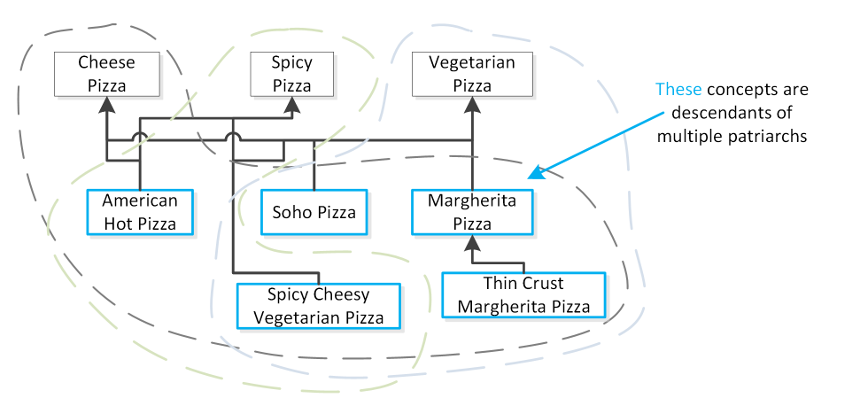 Cheese
Pizza
Spicy
Pizza
Vegetarian
Pizza
These concepts are
descendants of
multiple patriarchs
American
Hot Pizza
Soho Pizza
Margherita
Pizza
Spicy Cheesy
Vegetarian Pizza
Thin Crust
Margherita Pizza